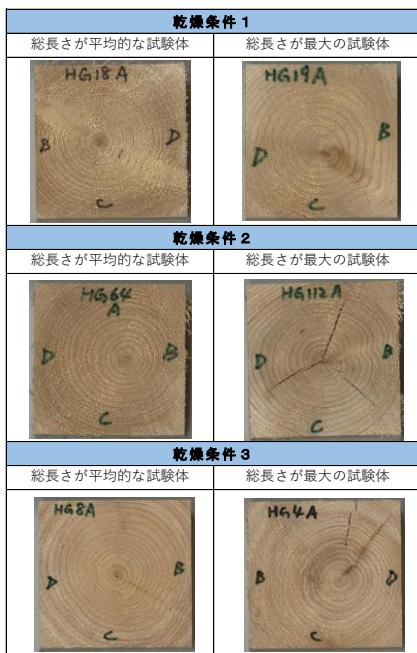 乾燥条件1
総長さが平均的な試験体 総長さが最大の試験体
HG18A HG19A
B D D B
C C
乾燥条件2
総長さが平均的な試験体 総長さが最大の試験体
HG64 HG112A
A
D B D B
C C
乾燥条件3
総長さが平均的な試験体 総長さが最大の試験体
HG8A HG4A
D B B D
C C